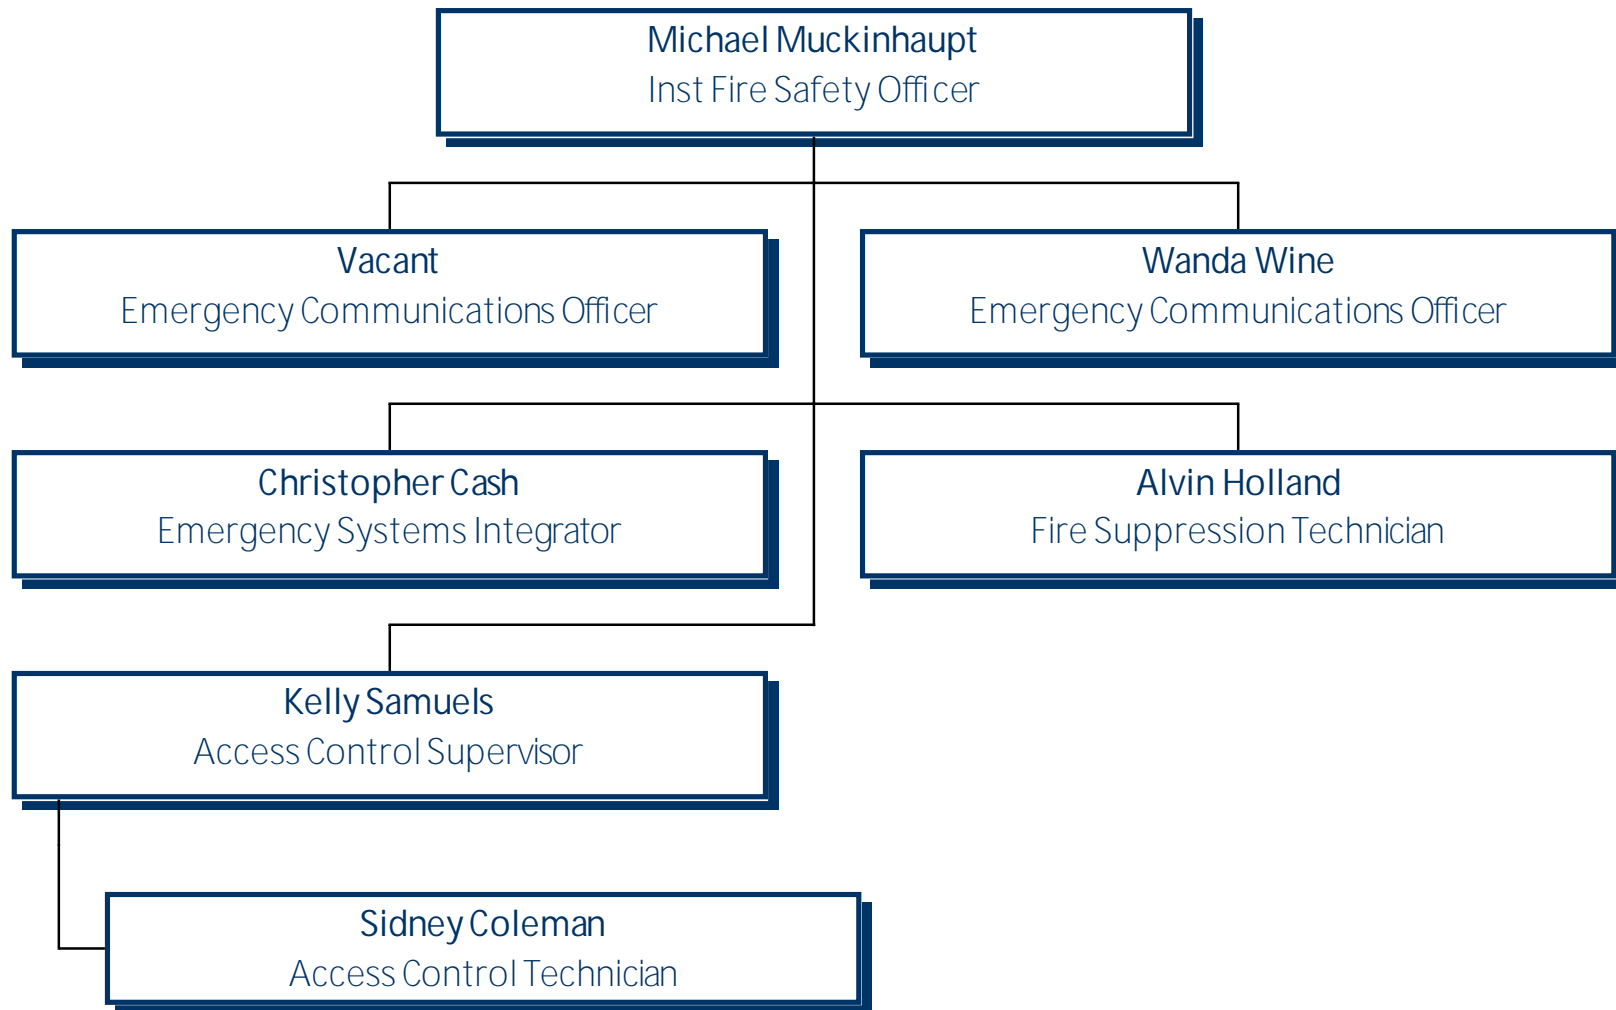 Michael Muckinhaupt
Inst Fire Safety Officer
Vacant
Emergency Communications Officer
Wanda Wine
Emergency Communications Officer
Christopher Cash
Emergency Systems Integrator
Alvin Holland
Fire Suppression Technician
Kelly Samuels
Access Control Supervisor
Sidney Coleman
Access Control Technician